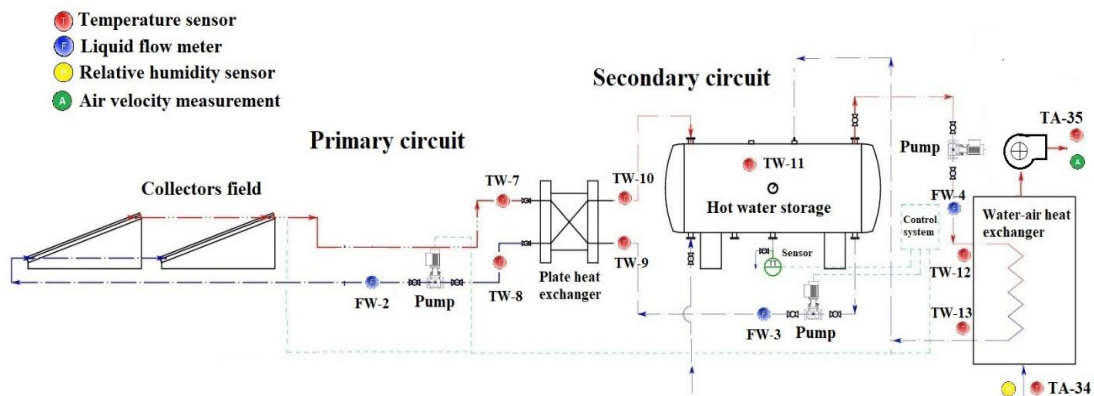 T Temperature sensor
F Liquid flow meter
H Relative humidity sensor
A Air velocity measurement
Primary circuit
Secondary circuit
Collectors field
TW-7
TW-10
TW-11
Hot water storage
Pump
TA-35
A
FW-4
Control
system
Water-air heat
exchanger
TW-12
TW-13
TA-34
TW-9
Plate heat
exchanger
TW-8
Pump
FW-2
Sensor
FW-3
Pump